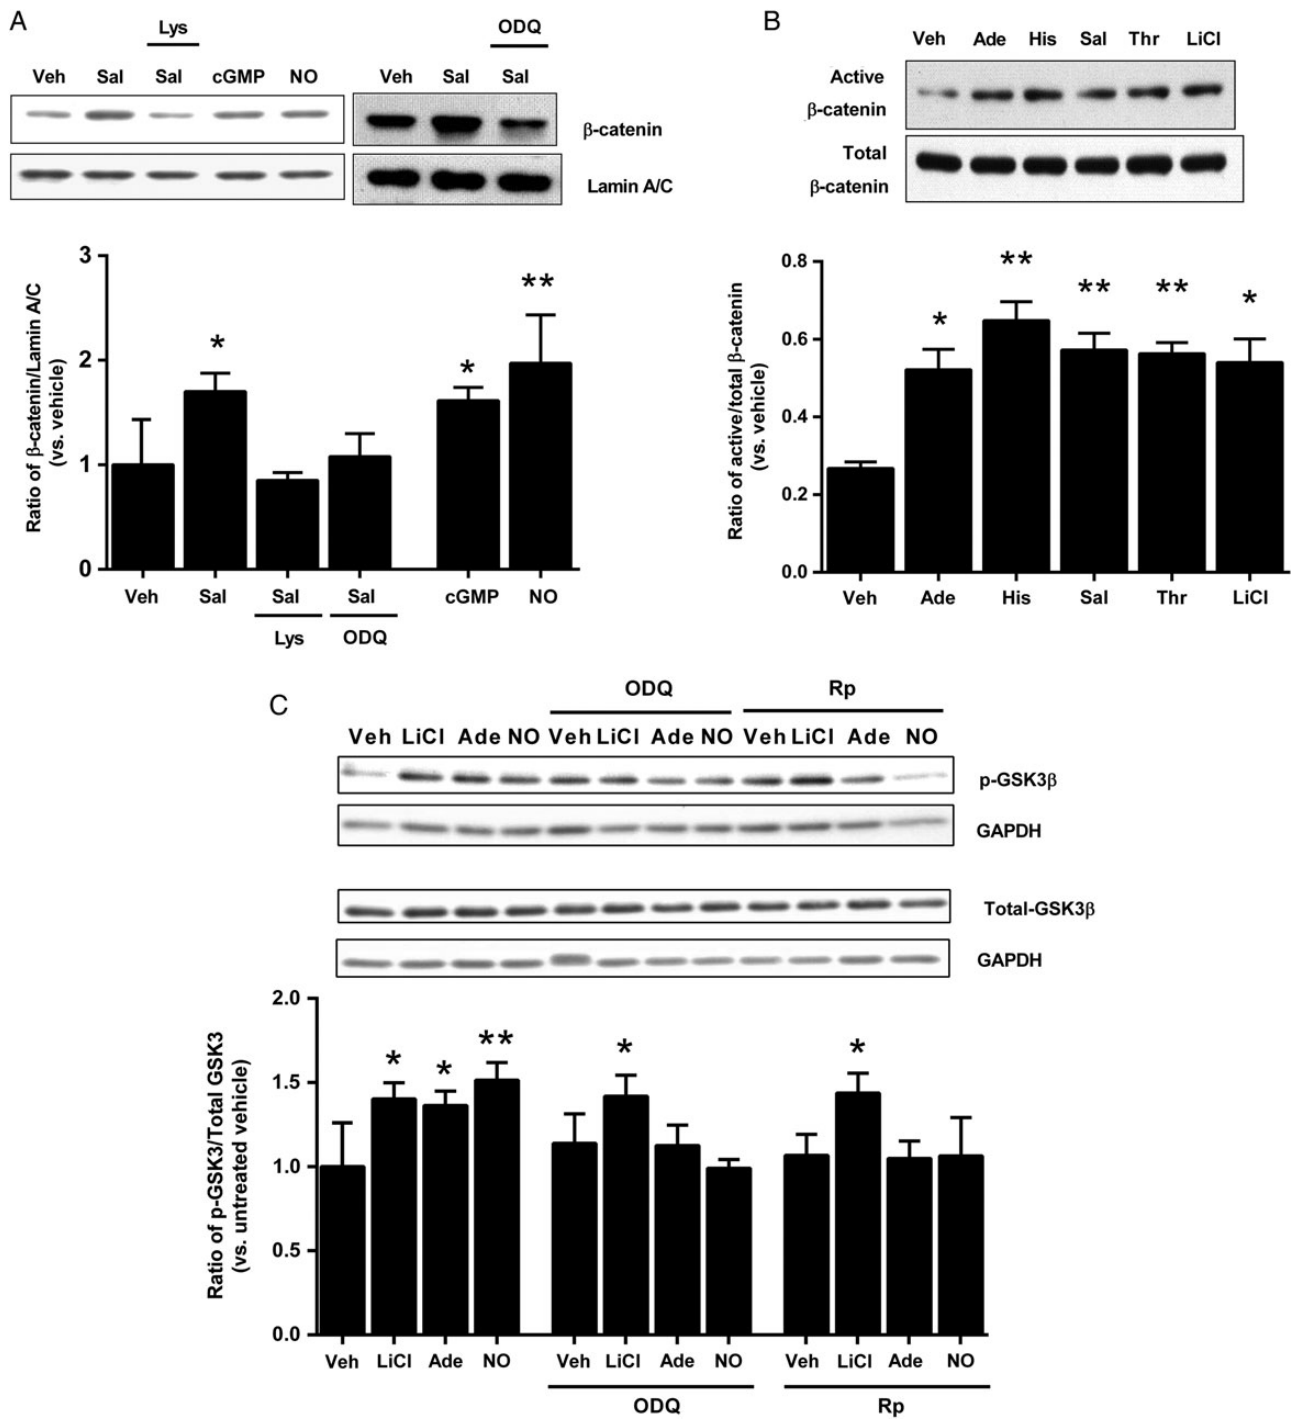 A
Lys
ODQ
Veh Sal Sal cGMP NO Veh Sal Sal
β-catenin
Lamin A/C
Ratio of β-catenin/Lamin A/C
(vs. vehicle)
3
2
1
0
*
*
**
Veh Sal Sal Sal cGMP NO
Lys ODQ
B
Veh Ade His Sal Thr LiCl
Active
β-catenin
Total
β-catenin
Ratio of active/total β-catenin
(vs. vehicle)
0.8
0.6
0.4
0.2
0.0
*
**
**
**
*
Veh Ade His Sal Thr LiCl
C
ODQ Rp
Veh LiCl Ade NO Veh LiCl Ade NO Veh LiCl Ade NO
p-GSK3β
GAPDH
Total-GSK3β
GAPDH
Ratio of p-GSK3/Total GSK3
(vs. untreated vehicle)
2.0
1.5
1.0
0.5
0.0
*
*
**
*
*
Veh LiCl Ade NO Veh LiCl Ade NO Veh LiCl Ade NO
ODQ Rp